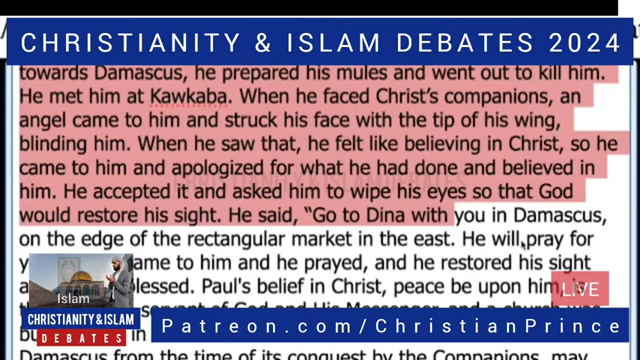 CHRISTIANITY & ISLAM DEBATES 2024
towards Damascus, he prepared his mules and went out to kill him.
He met him at Kawkaba. When he faced Christ's companions, an
angel came to him and struck his face with the tip of his wing,
blinding him. When he saw that, he felt like believing in Christ, so he
came to him and apologized for what he had done and believed in
him. He accepted it and asked him to wipe his eyes so that God
would restore his sight. He said, "Go to Dina with you in Damascus,
on the edge of the rectangular market in the east. He will pray for
came to him and he prayed, and he restored his sight
blessed. Paul's belief in Christ, peace be upon him, is
LIVE
Islam
CHRISTIANITY & ISLAM
DEBATES
servant of God and His Messenger, and a church was
in
Patreon.com/ChristianPrince
Damascus from the time of its conquest by the Companions, may